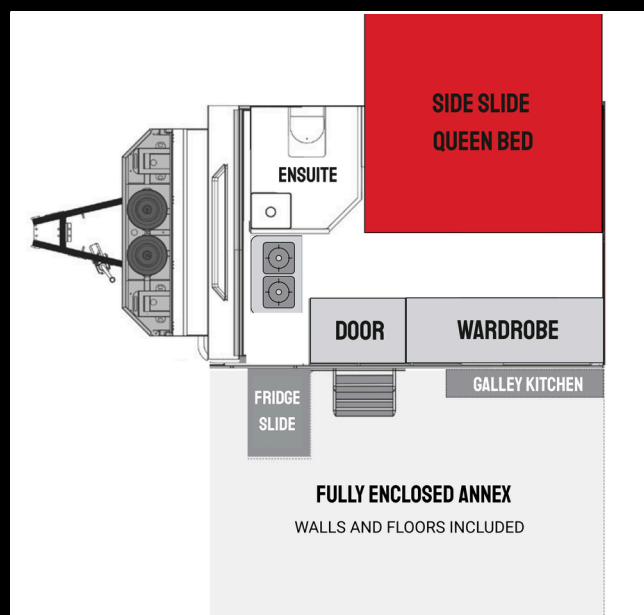 SIDE SLIDE
QUEEN BED
ENSUITE
DOOR
WARDROBE
FRIDGE
SLIDE
GALLEY KITCHEN
FULLY ENCLOSED ANNEX
WALLS AND FLOORS INCLUDED